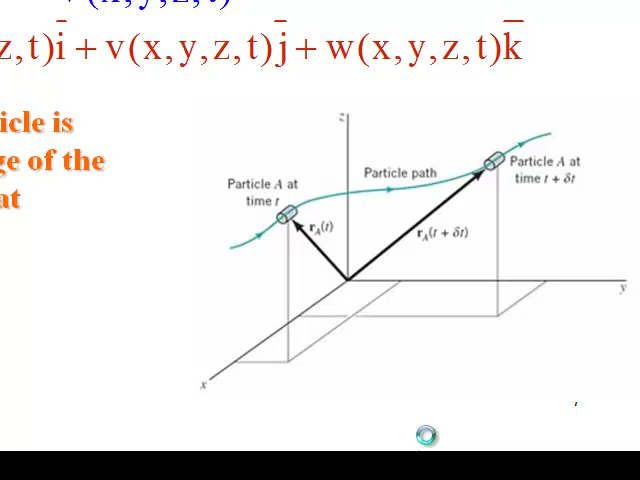 V(x,y,z,t)
z,t)i̅ + v(x,y,z,t)j̅ + w(x,y,z,t)k̅
icle is
ge of the
at
z
Particle A at
time t + δt
Particle path
Particle A at
time t
r_A(t)
r_A(t + δt)
y
x